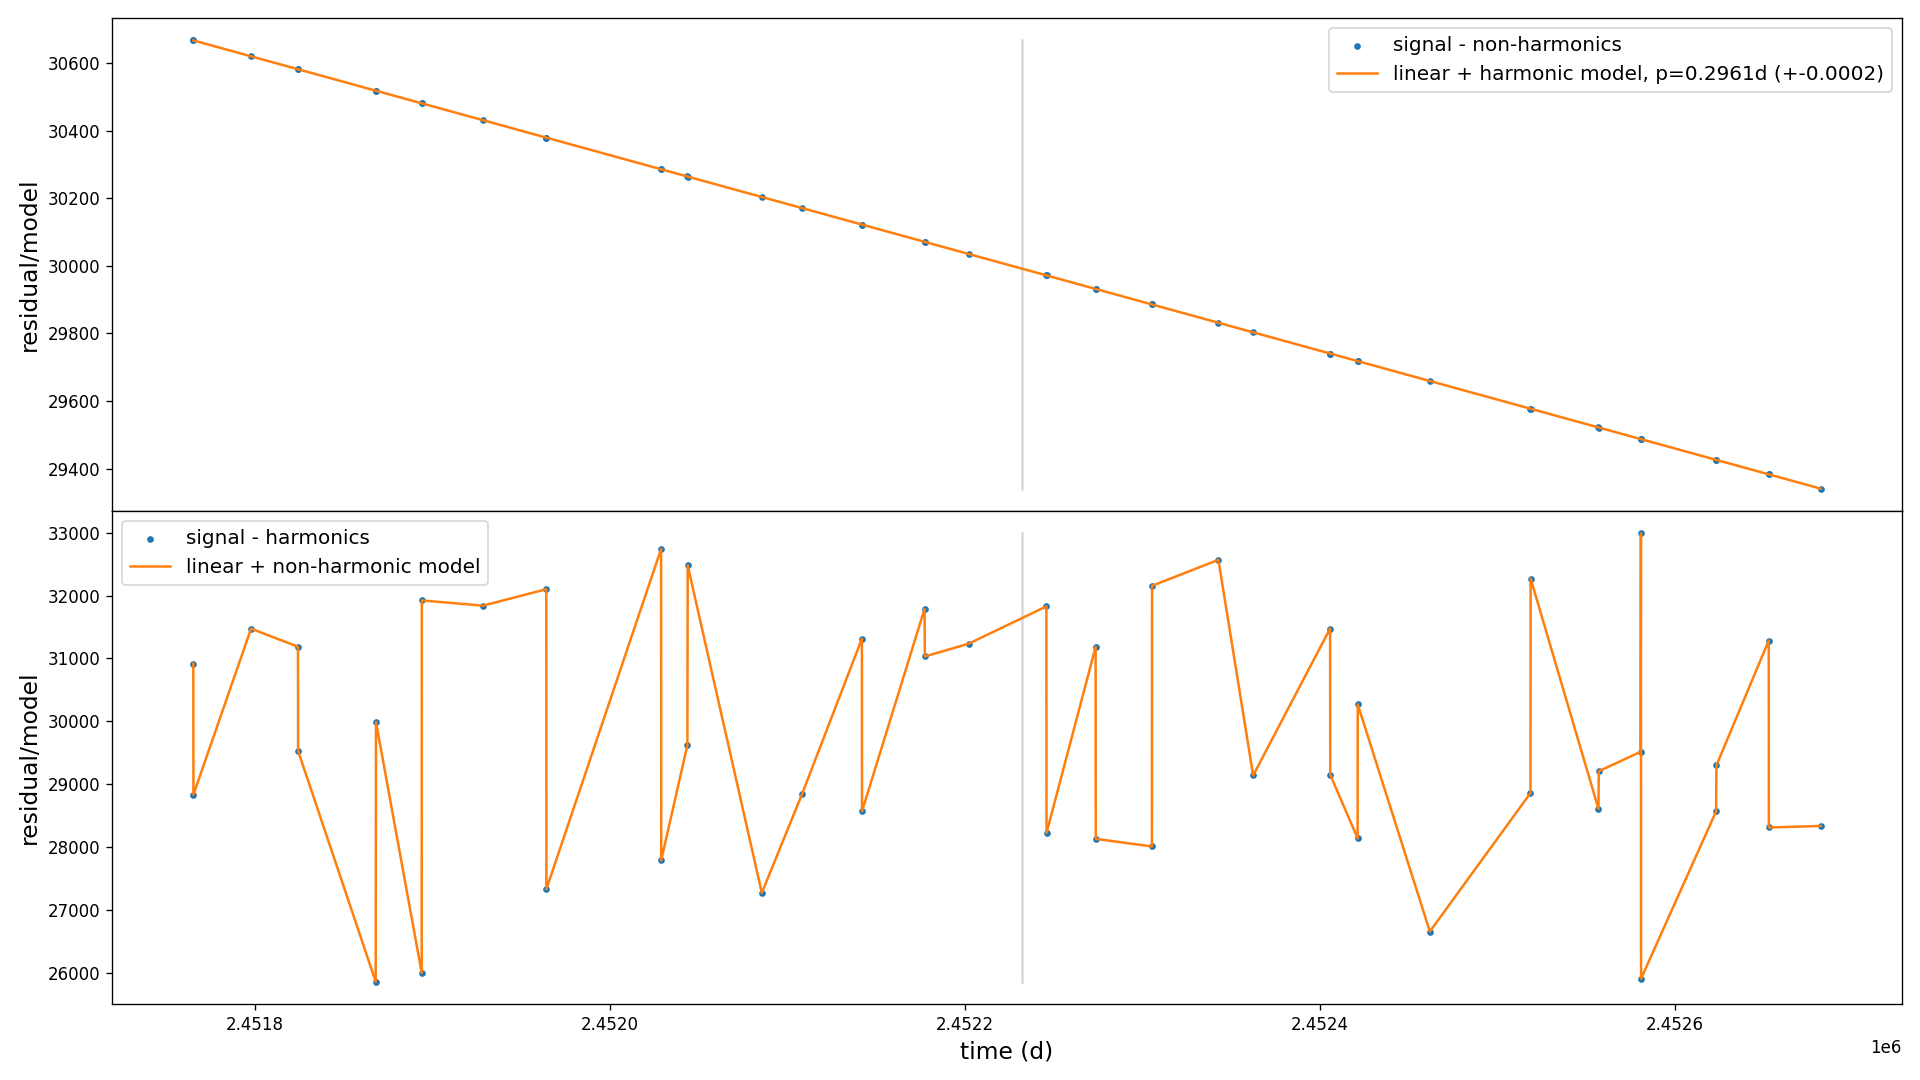 signal - non-harmonics
linear + harmonic model, p=0.2961d (+-0.0002)
residual/model
30600
30400
30200
30000
29800
29600
29400
signal - harmonics
linear + non-harmonic model
residual/model
33000
32000
31000
30000
29000
28000
27000
26000
2.4518 2.4520 2.4522 2.4524 2.4526
time (d)
1e6